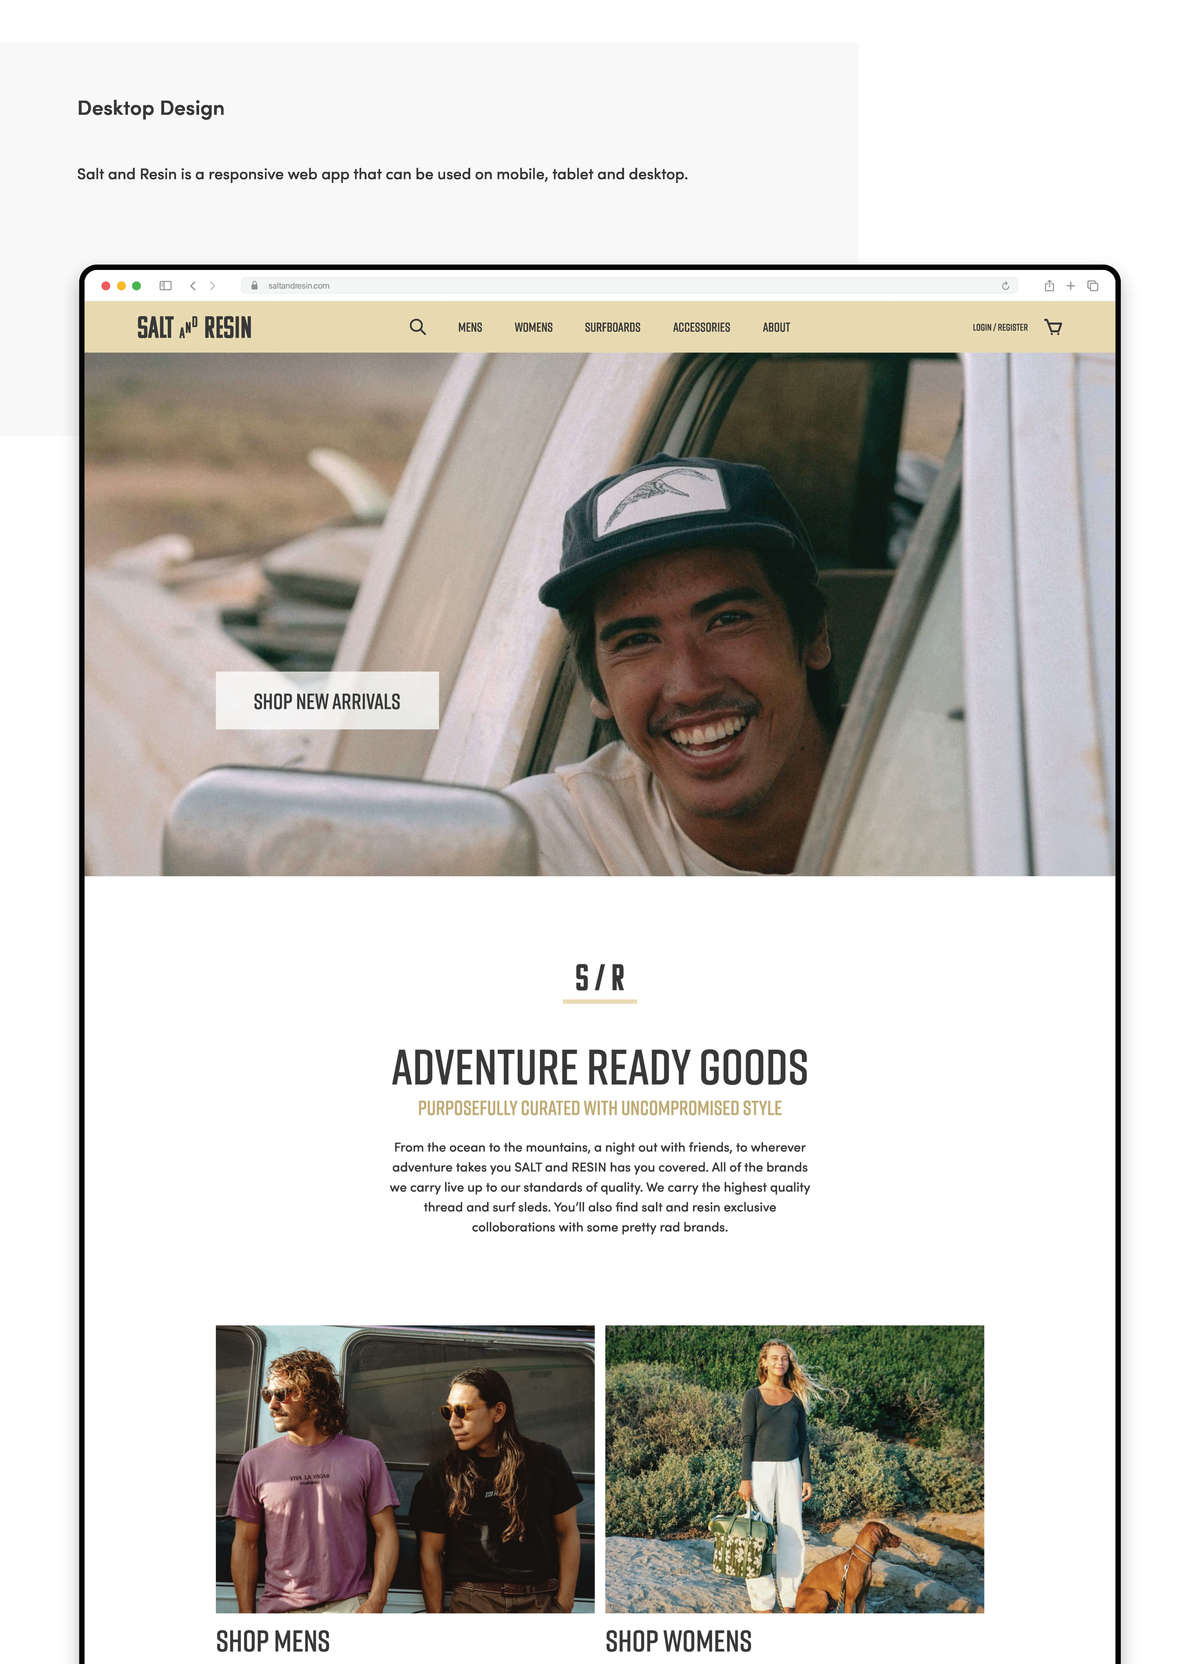 Desktop Design
Salt and Resin is a responsive web app that can be used on mobile, tablet and desktop.
saltandresin.com
SALT AND RESIN
MENS
WOMENS
SURFBOARDS
ACCESSORIES
ABOUT
LOGIN / REGISTER
SHOP NEW ARRIVALS
S / R
ADVENTURE READY GOODS
PURPOSEFULLY CURATED WITH UNCOMPROMISED STYLE
From the ocean to the mountains, a night out with friends, to wherever
adventure takes you SALT and RESIN has you covered. All of the brands
we carry live up to our standards of quality. We carry the highest quality
thread and surf sleds. You'll also find salt and resin exclusive
colloborations with some pretty rad brands.
VIVA LA VEGAS
SHOP MENS
SHOP WOMENS